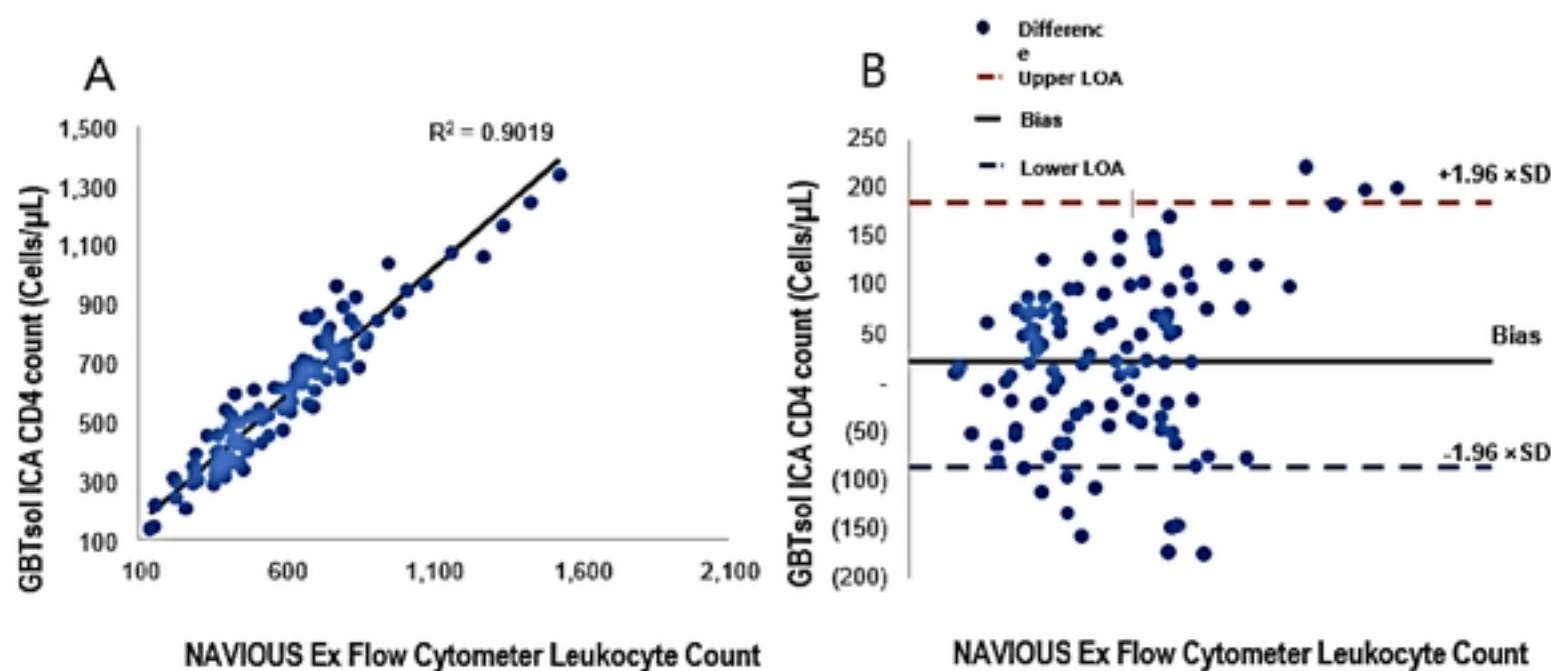 A
GBTsol ICA CD4 count (Cells/µL)
1,500
1,300
1,100
900
700
500
300
100
R² = 0.9019
100 600 1,100 1,600 2,100
NAVIOUS Ex Flow Cytometer Leukocyte Count
B
Differenc
e
Upper LOA
Bias
Lower LOA
GBTsol ICA CD4 count (Cells/µL)
250
200
150
100
50
-
(50)
(100)
(150)
(200)
+1.96 ×SD
Bias
-1.96 ×SD
NAVIOUS Ex Flow Cytometer Leukocyte Count